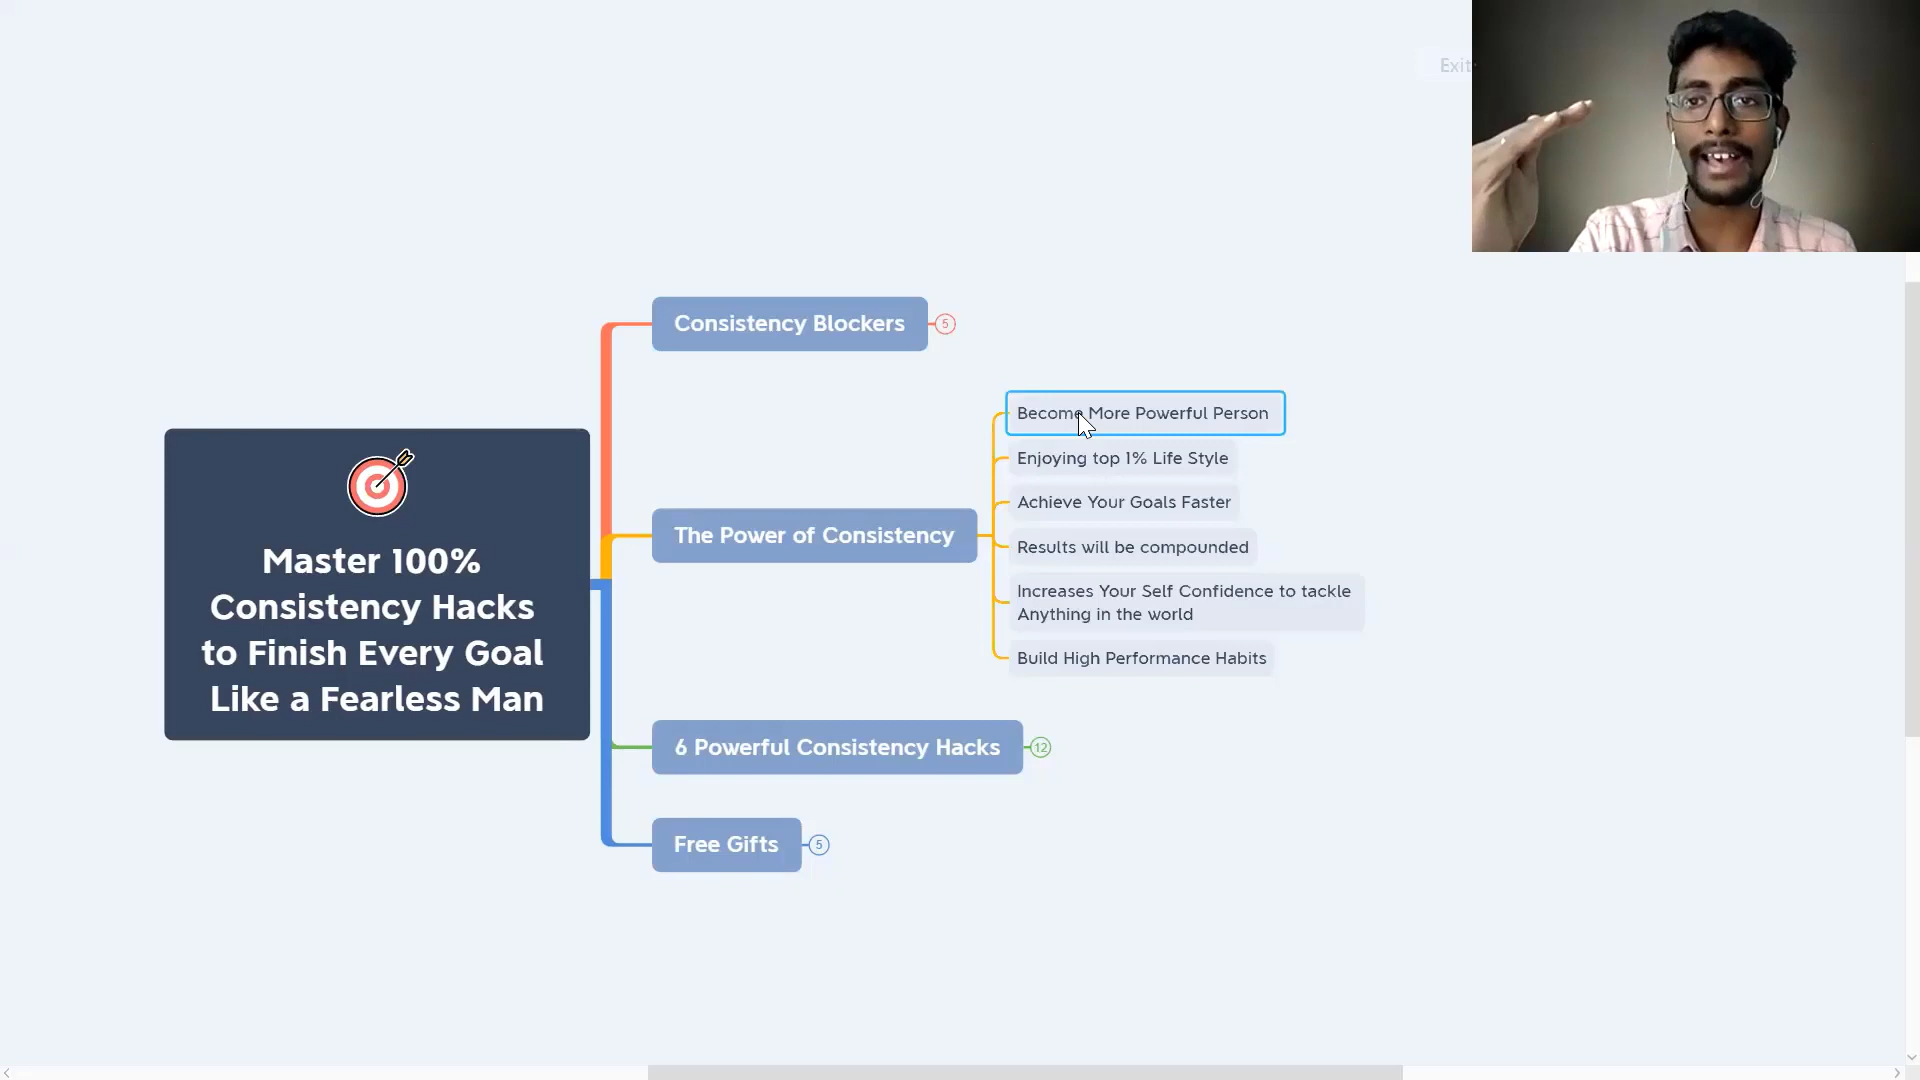 Exit
Consistency Blockers
5
Become More Powerful Person
Enjoying top 1% Life Style
Achieve Your Goals Faster
The Power of Consistency
Results will be compounded
Increases Your Self Confidence to tackle
Anything in the world
Build High Performance Habits
Master 100%
Consistency Hacks
to Finish Every Goal
Like a Fearless Man
6 Powerful Consistency Hacks
12
Free Gifts
5